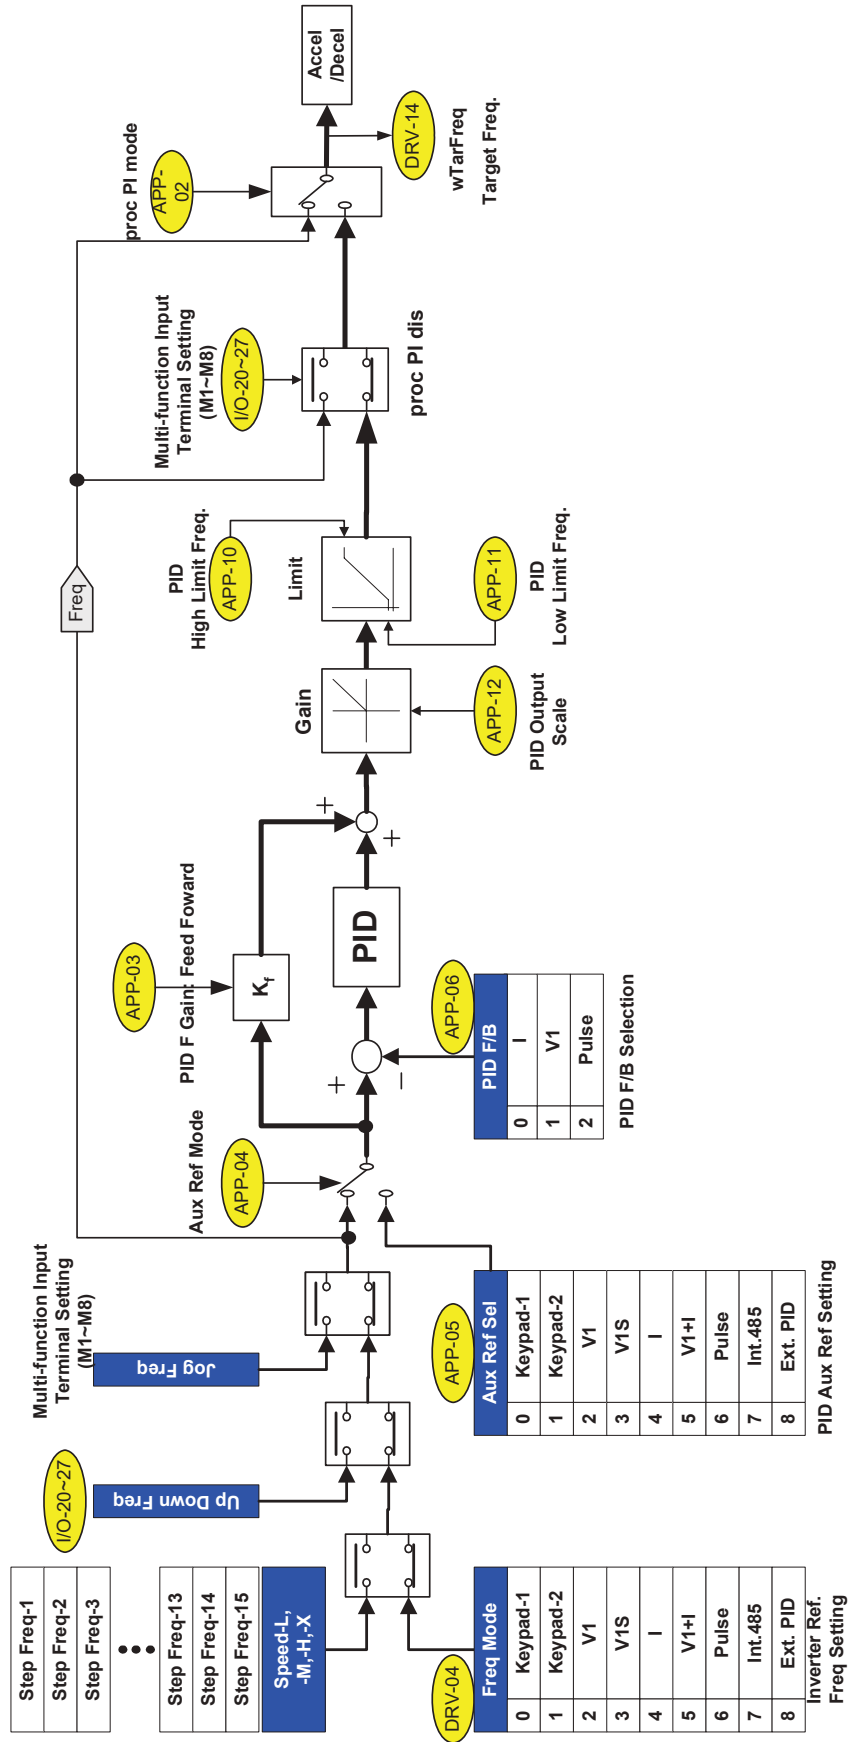 Step Freq-1
Step Freq-2
Step Freq-3
Step Freq-13
Step Freq-14
Step Freq-15
Speed-L,
-M,-H,-X
DRV-04
Freq Mode
0 Keypad-1
1 Keypad-2
2 V1
3 V1S
4 I
5 V1+I
6 Pulse
7 Int.485
8 Ext. PID
Inverter Ref.
Freq Setting
I/O-20~27
Up Down Freq
Multi-function Input
Terminal Setting
(M1~M8)
Jog Freq
APP-05
Aux Ref Sel
0 Keypad-1
1 Keypad-2
2 V1
3 V1S
4 I
5 V1+I
6 Pulse
7 Int.485
8 Ext. PID
PID Aux Ref Setting
Aux Ref Mode
APP-04
APP-03
PID F Gain: Feed Foward
Kf
+
−
PID
+
+
APP-06
PID F/B
0 I
1 V1
2 Pulse
PID F/B Selection
Freq
Gain
APP-12
PID Output
Scale
PID
High Limit Freq.
APP-10
Limit
APP-11
PID
Low Limit Freq.
Multi-function Input
Terminal Setting
(M1~M8)
I/O-20~27
proc PI dis
proc PI mode
APP-
02
Accel
/Decel
DRV-14
wTarFreq
Target Freq.